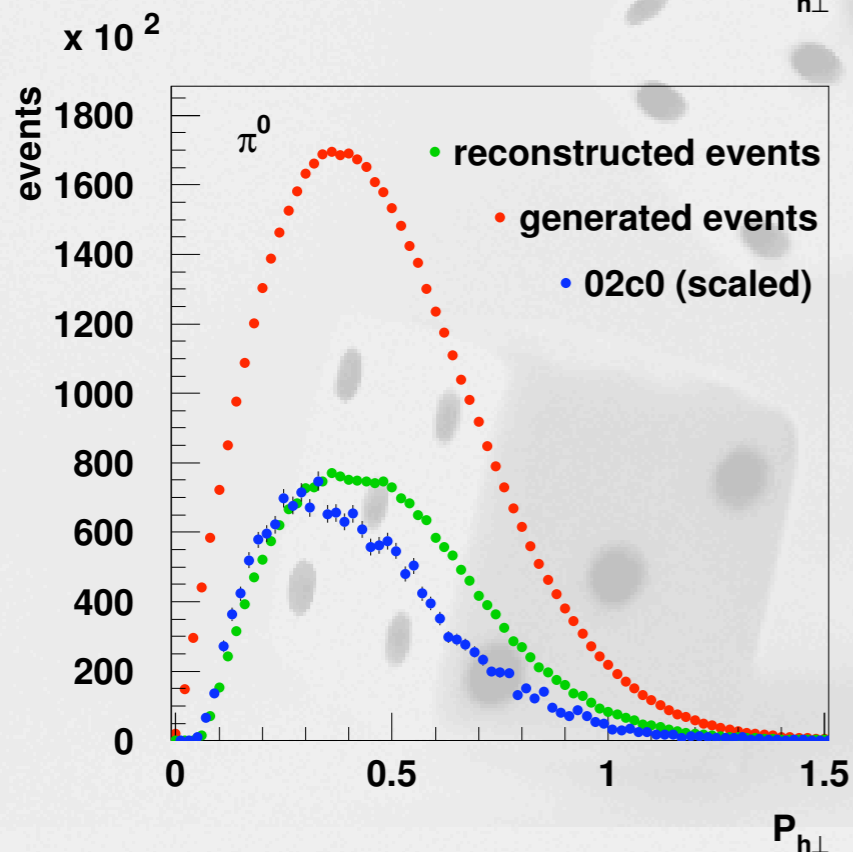 h⊥
x 10 2
events
1800
1600
1400
1200
1000
800
600
400
200
0
π0
reconstructed events
generated events
02c0 (scaled)
0 0.5 1 1.5
Ph⊥